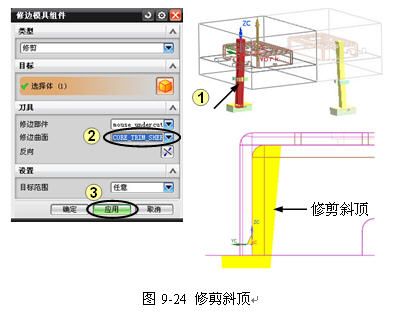 修边模具组件
类型
修剪
目标
选择体 (1)
刀具
修边部件 mouse_undercut
修边曲面 CORE_TRIM_SHEE
反向
设置
目标范围 任意
确定 应用 取消
1
2
3
ZC
ZC
YC
修剪斜顶
图 9-24 修剪斜顶